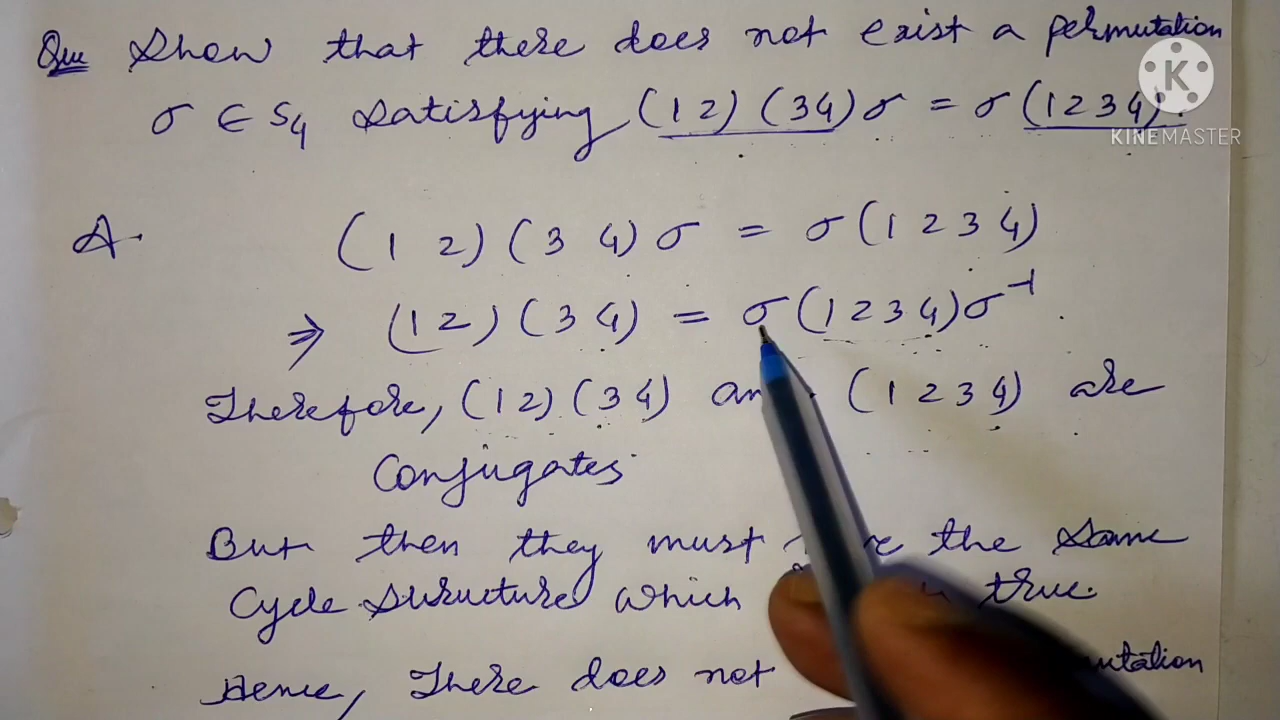 Que Show that there does not exist a permutation
σ ∈ S₄ satisfying (1 2) (3 4) σ = σ (1 2 3 4).
K
KINEMASTER
A. (1 2) (3 4) σ = σ (1 2 3 4)
⇒ (1 2) (3 4) = σ (1 2 3 4) σ⁻¹.
Therefore, (1 2) (3 4) (1 2 3 4) are
Conjugates
But then they must the same
Cycle Structure which true.
Hence, There does not